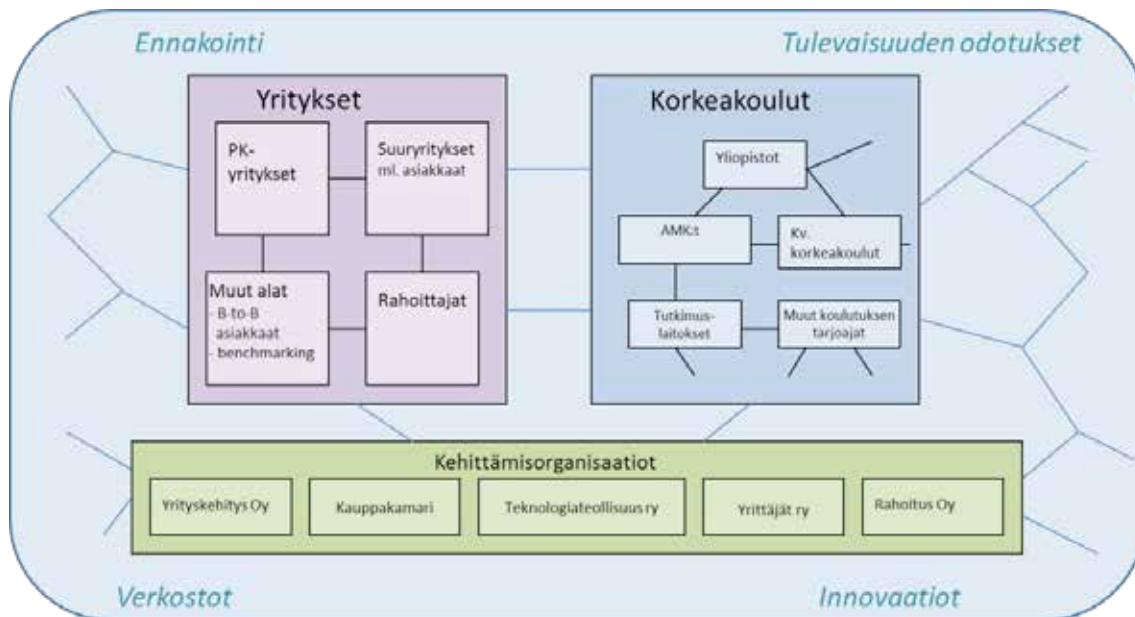 Ennakointi
Tulevaisuuden odotukset
Yritykset
PK-
yritykset
Suuryritykset
ml. asiakkaat
Muut alat
- B-to-B
asiakkaat
- benchmarking
Rahoittajat
Korkeakoulut
Yliopistot
AMK:t
Kv.
korkeakoulut
Tutkimus-
laitokset
Muut koulutuksen
tarjoajat
Kehittämisorganisaatiot
Yrityskehitys Oy
Kauppakamari
Teknologiateollisuus ry
Yrittäjät ry
Rahoitus Oy
Verkostot
Innovaatiot